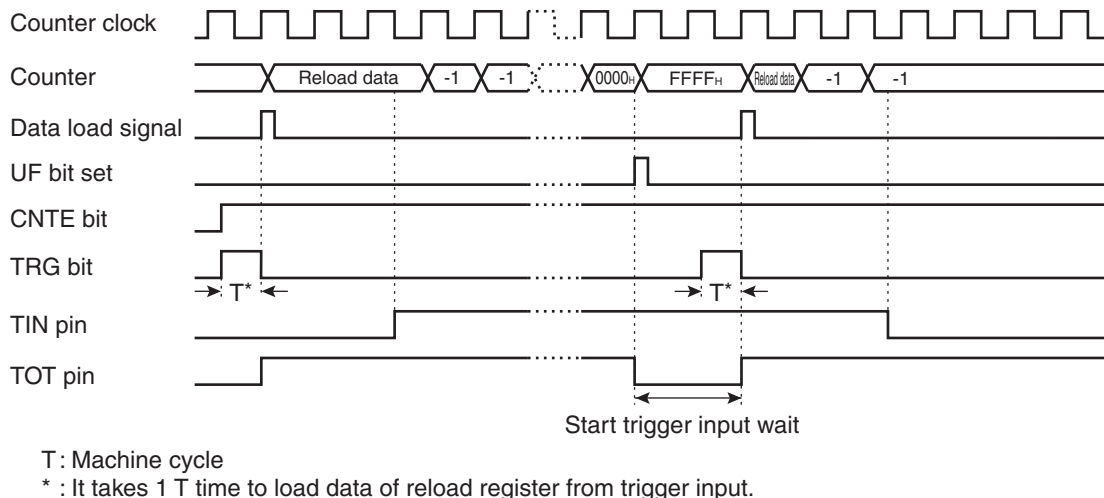 Counter clock
Counter Reload data -1 -1 0000H FFFFH Reload data -1 -1
Data load signal
UF bit set
CNTE bit
TRG bit
T* T*
TIN pin
TOT pin
Start trigger input wait
T : Machine cycle
* : It takes 1 T time to load data of reload register from trigger input.